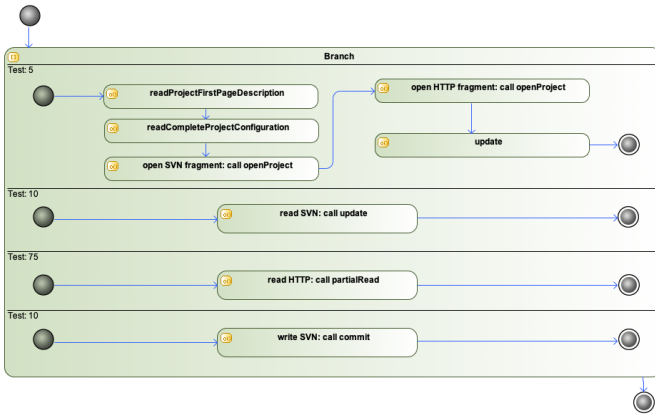 Branch
Test: 5
readProjectFirstPageDescription
readCompleteProjectConfiguration
open SVN fragment: call openProject
open HTTP fragment: call openProject
update
Test: 10
read SVN: call update
Test: 75
read HTTP: call partialRead
Test: 10
write SVN: call commit